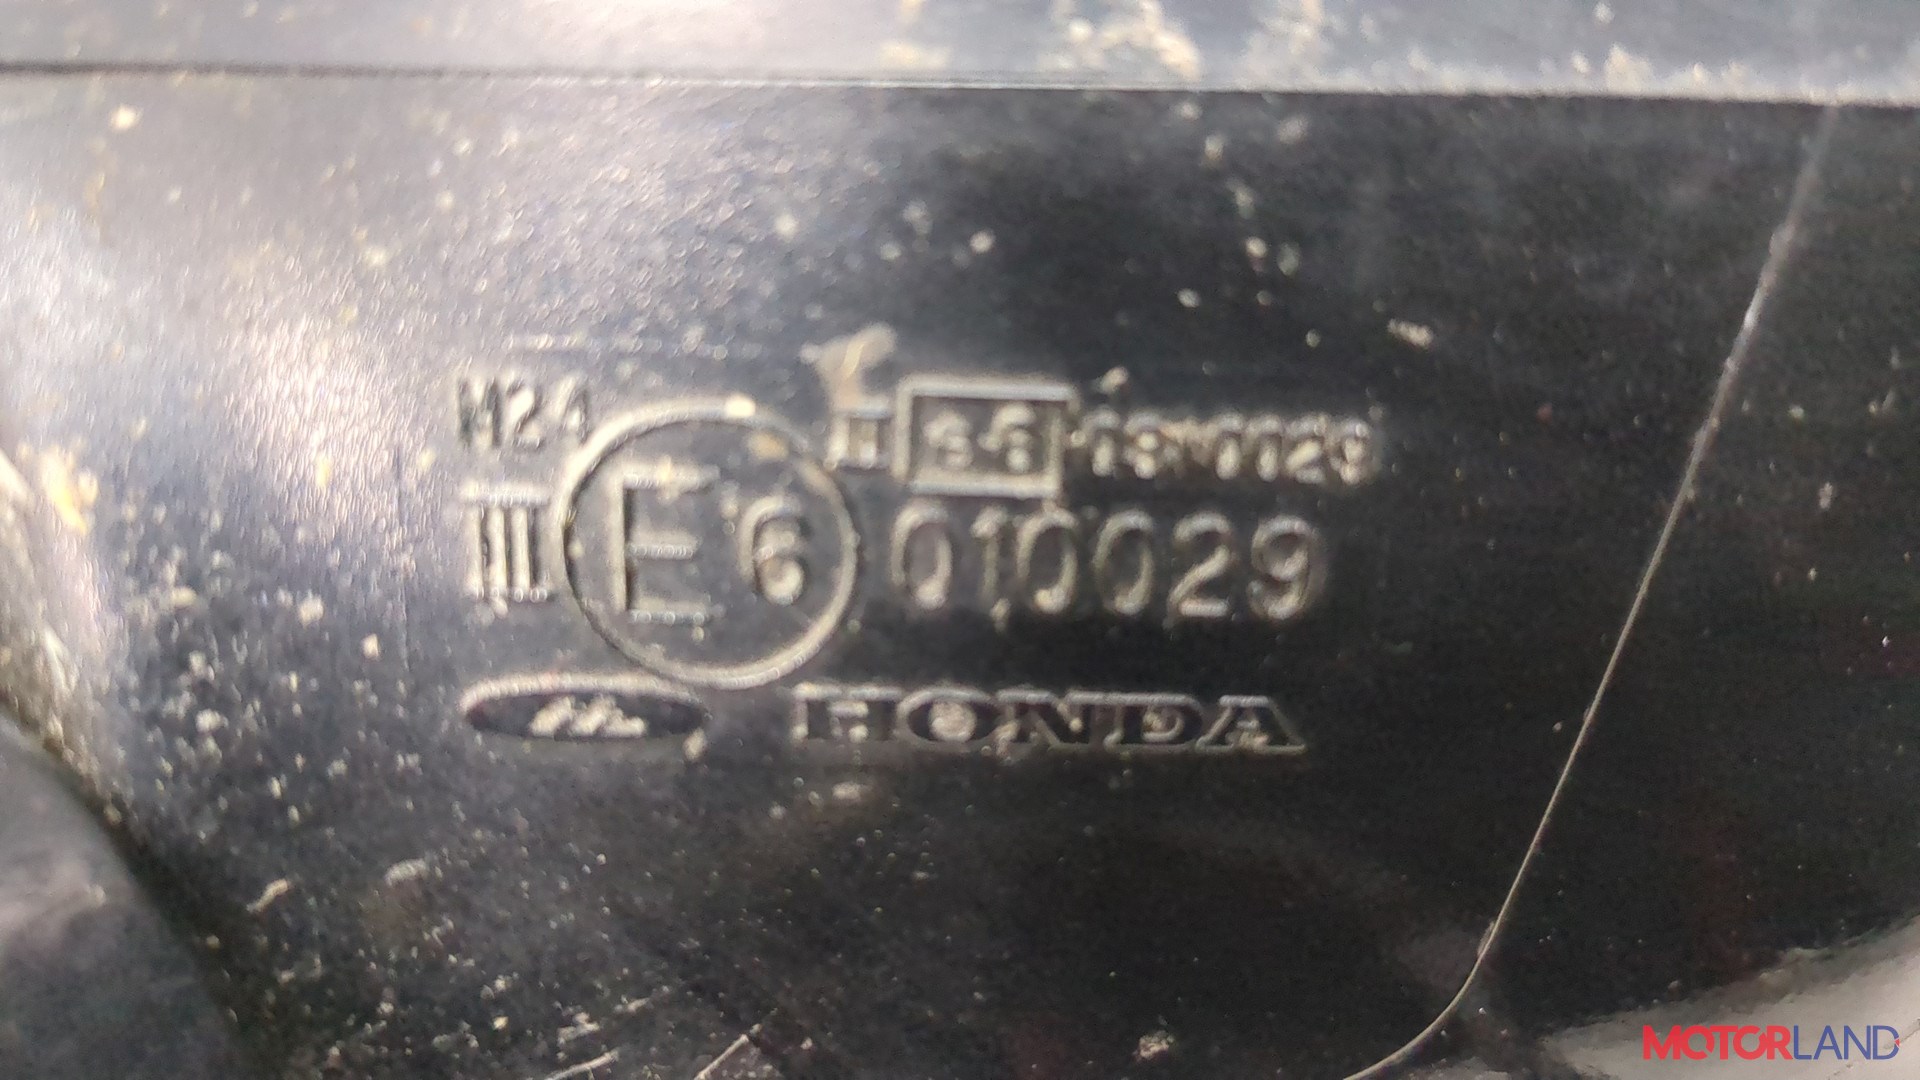 M24
III E6 010029
HONDA
MOTORLAND